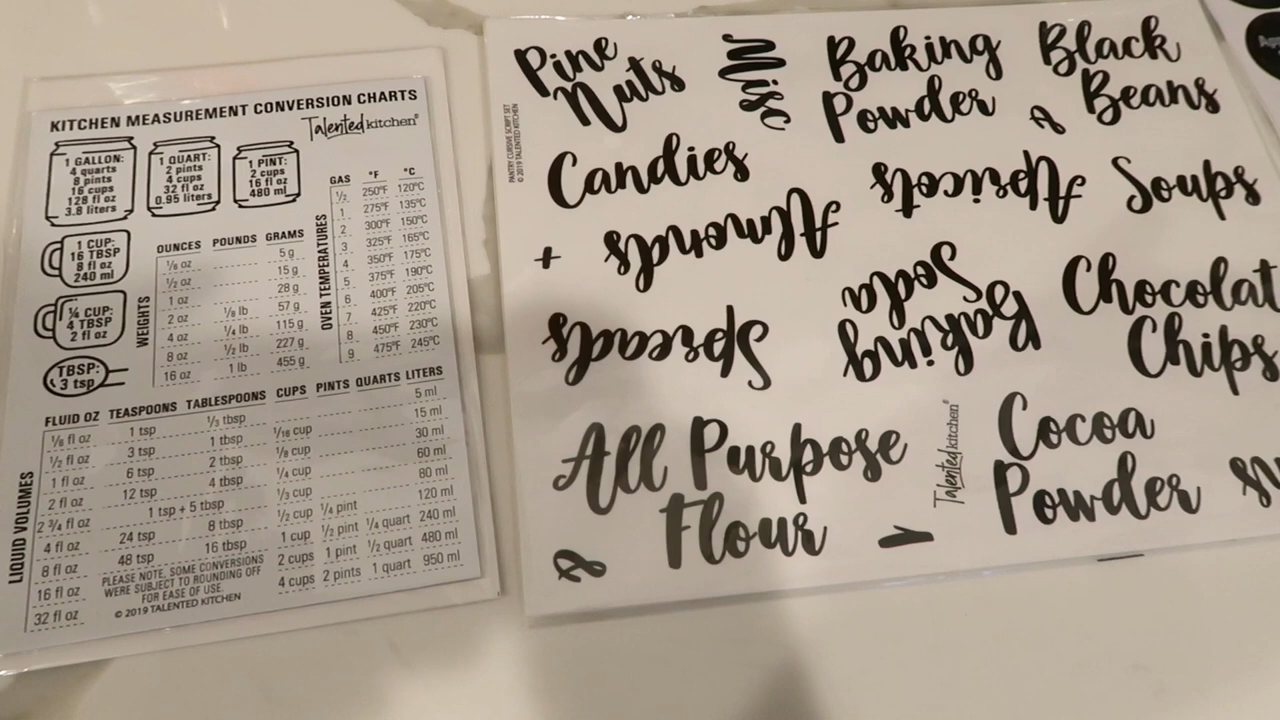 KITCHEN MEASUREMENT CONVERSION CHARTS
Talented kitchen®
1 GALLON:
4 quarts
8 pints
16 cups
128 fl oz
3.8 liters
1 QUART:
2 pints
4 cups
32 fl oz
0.95 liters
1 PINT:
2 cups
16 fl oz
480 ml
1 CUP:
16 TBSP
8 fl oz
240 ml
¼ CUP:
4 TBSP
2 fl oz
TBSP:
3 tsp
WEIGHTS
OUNCES POUNDS GRAMS
⅙ oz 5 g
½ oz 15 g
1 oz 28 g
2 oz ⅛ lb 57 g
4 oz ¼ lb 115 g
8 oz ½ lb 227 g
16 oz 1 lb 455 g
OVEN TEMPERATURES
GAS °F °C
½ 250°F 120°C
1 275°F 135°C
2 300°F 150°C
3 325°F 165°C
4 350°F 175°C
5 375°F 190°C
6 400°F 205°C
7 425°F 220°C
8 450°F 230°C
9 475°F 245°C
LIQUID VOLUMES
FLUID OZ TEASPOONS TABLESPOONS CUPS PINTS QUARTS LITERS
⅙ fl oz 1 tsp ⅓ tbsp 5 ml
½ fl oz 3 tsp 1 tbsp 1/16 cup 15 ml
1 fl oz 6 tsp 2 tbsp ⅛ cup 30 ml
2 fl oz 12 tsp 4 tbsp ¼ cup 60 ml
2 ¾ fl oz 1 tsp + 5 tbsp ⅓ cup 80 ml
4 fl oz 24 tsp 8 tbsp ½ cup ¼ pint 120 ml
8 fl oz 48 tsp 16 tbsp 1 cup ½ pint ¼ quart 240 ml
16 fl oz 2 cups 1 pint ½ quart 480 ml
32 fl oz 4 cups 2 pints 1 quart 950 ml
PLEASE NOTE, SOME CONVERSIONS
WERE SUBJECT TO ROUNDING OFF
FOR EASE OF USE.
© 2019 TALENTED KITCHEN
PANTRY CURSIVE SCRIPT SET
© 2019 TALENTED KITCHEN
Pine
Nuts
Misc
Baking
Powder
&
Black
Beans
Candies
Apricots
Soups
+
Almonds
Baking
Soda
Chocolat
Chips
Spreads
All Purpose
Flour
&
Talented kitchen
Cocoa
Powder